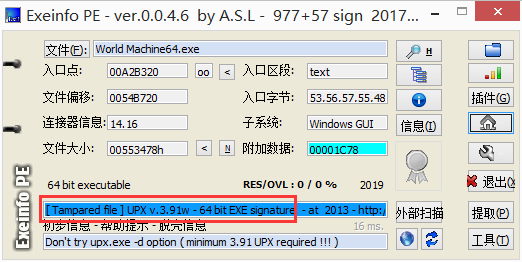 Exeinfo PE - ver.0.0.4.6 by A.S.L - 977+57 sign 2017...
文件(F): World Machine64.exe H
入口点: 00A2B320 oo < 入口区段: text
文件偏移: 0054B720 入口字节: 53.56.57.55.48 插件(G)
连接器信息: 14.16 子系统: Windows GUI 信息(I)
文件大小: 00553478h < N 附加数据: 00001C78
64 bit executable RES/OVL : 0 / 0 % 2019 退出(X)
[ Tampared file ] UPX v.3.91w - 64 bit EXE signature - at 2013 - http:/ 外部扫描 提取(P)
初步信息 - 帮助提示 - 脱壳信息 16 ms.
Don't try upx.exe -d option ( minimum 3.91 UPX required !!! ) 工具(T)
Exeinfo PE